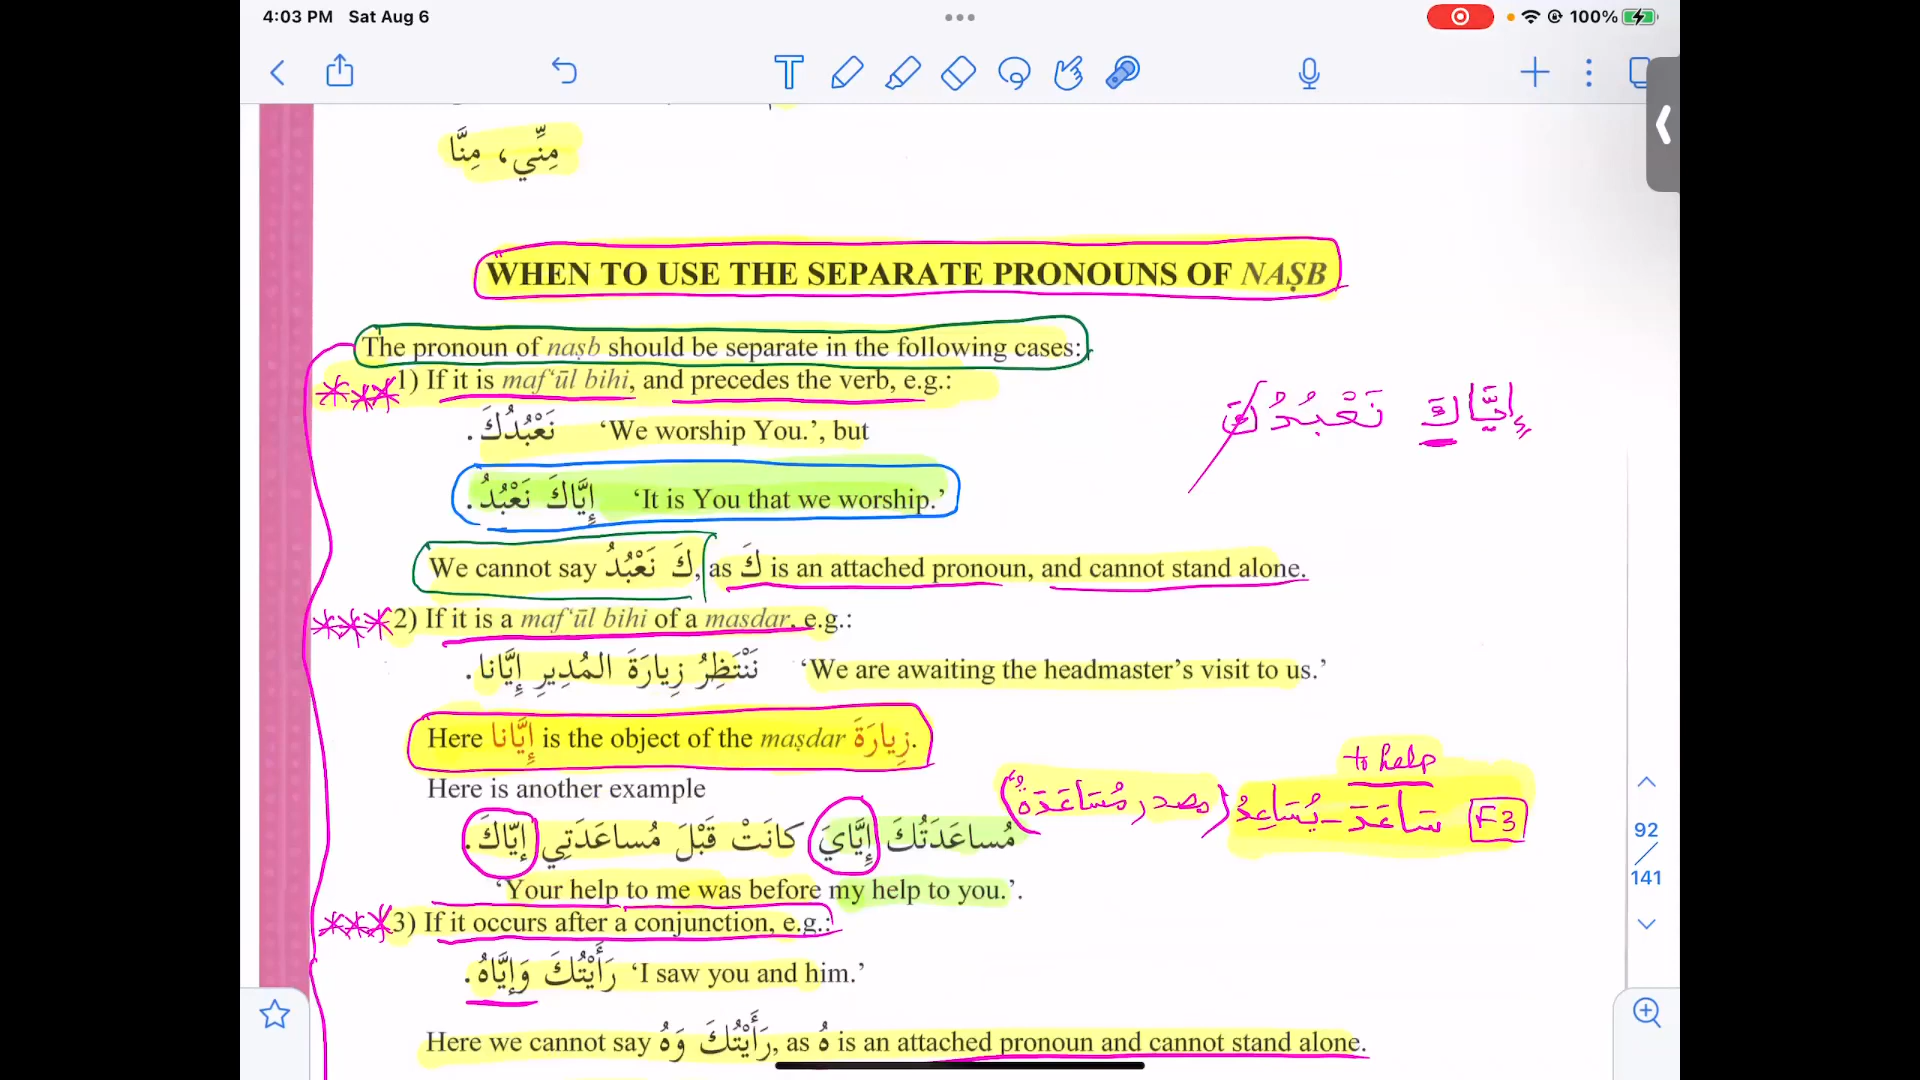 4:03 PM Sat Aug 6
100%
مِنِّي، مِنَّا
WHEN TO USE THE SEPARATE PRONOUNS OF NAṢB
The pronoun of naṣb should be separate in the following cases:
1) If it is maf‘ūl bihi, and precedes the verb, e.g.:
نَعْبُدُكَ. ‘We worship You.’, but
إِيَّاكَ نَعْبُدُكَ
إِيَّاكَ نَعْبُدُ. ‘It is You that we worship.’
We cannot say كَ نَعْبُدُ, as كَ is an attached pronoun, and cannot stand alone.
2) If it is a maf‘ūl bihi of a masdar, e.g.:
نَنْتَظِرُ زِيارَةَ المُدِيرِ إِيَّانا. ‘We are awaiting the headmaster’s visit to us.’
Here إِيَّانا is the object of the maṣdar زِيارَةَ.
to help
Here is another example
F3 سَاعَدَ – يُسَاعِدُ (مصدر مُسَاعَدَةٌ)
مُساعَدَتُكَ إِيَّايَ كانَتْ قَبْلَ مُساعَدَتِي إيّاكَ.
‘Your help to me was before my help to you.’.
3) If it occurs after a conjunction, e.g.:
رَأَيْتُكَ وَإِيَّاهُ. ‘I saw you and him.’
Here we cannot say رَأَيْتُكَ وَهُ, as هُ is an attached pronoun and cannot stand alone.
92
141